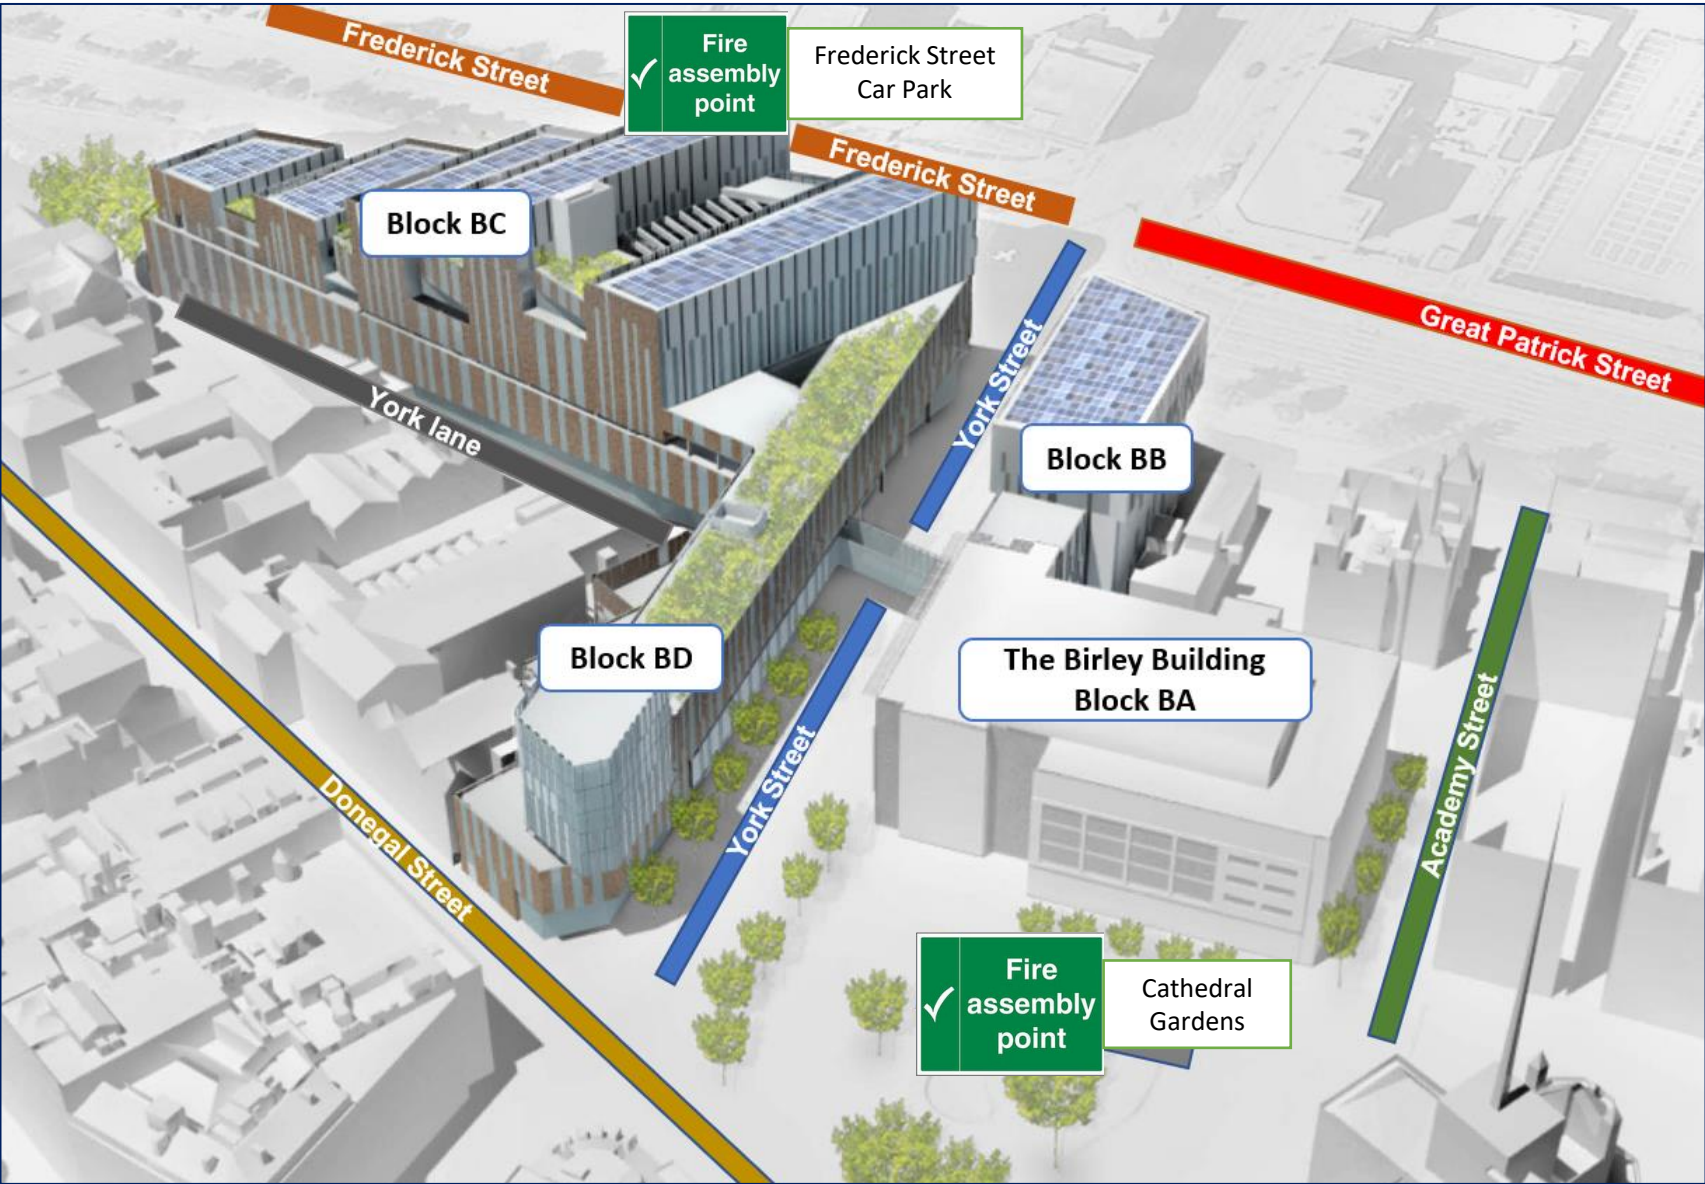 Frederick Street
Fire
assembly
point
Frederick Street
Car Park
Frederick Street
Block BC
Great Patrick Street
York Street
York lane
Block BB
Block BD
The Birley Building
Block BA
Academy Street
York Street
Donegal Street
Fire
assembly
point
Cathedral
Gardens